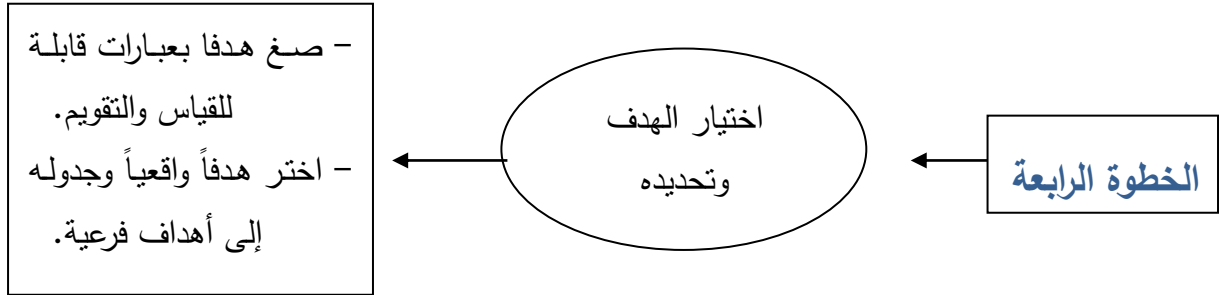 الخطوة الرابعة
اختيار الهدف
وتحديده
- صغ هدفا بعبارات قابلة
للقياس والتقويم.
- اختر هدفاً واقعياً وجدوله
إلى أهداف فرعية.